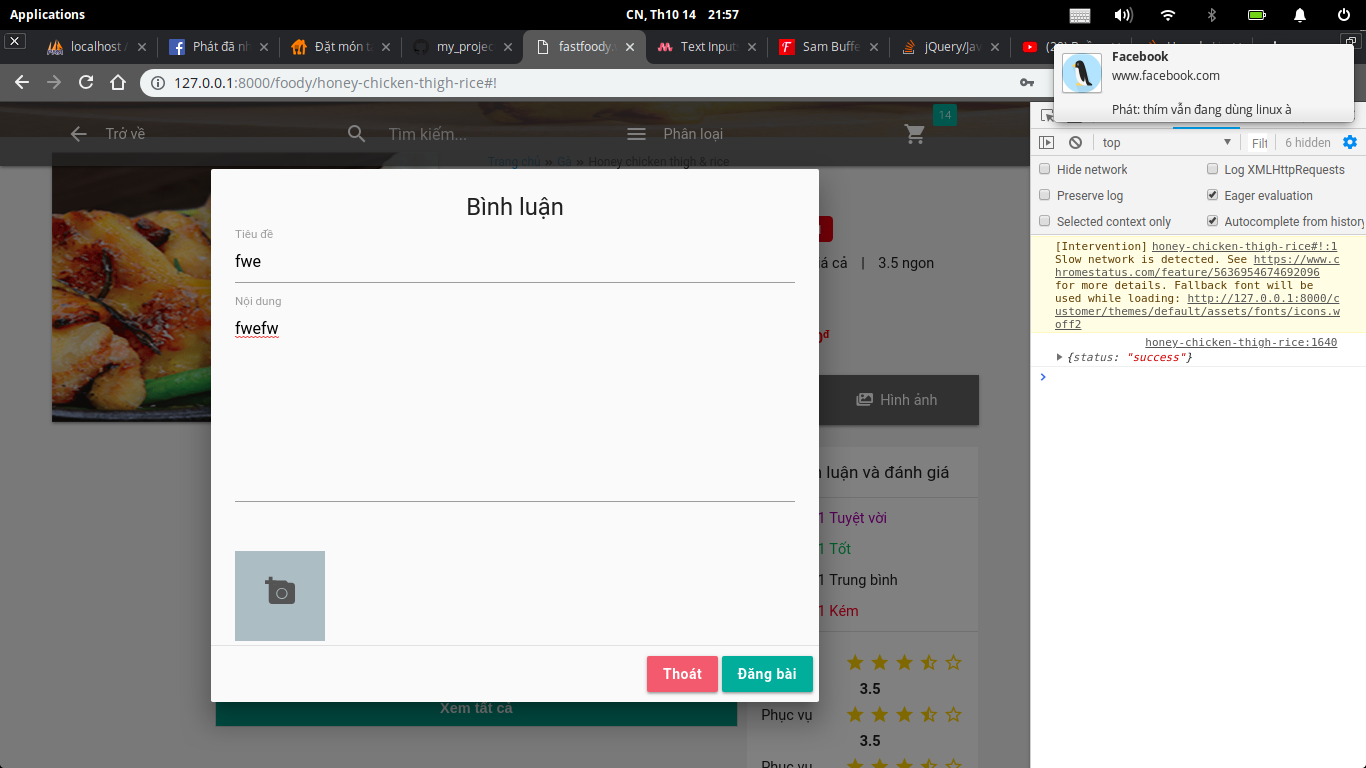 Applications
CN, Th10 14 21:57
localhost /
Phát đã nh
Đặt món tạ
my_projec
fastfoody.
Text Inputs
Sam Buffe
jQuery/Jav
127.0.0.1:8000/foody/honey-chicken-thigh-rice#!
Facebook
www.facebook.com
Phát: thím vẫn đang dùng linux à
Trở về
Tìm kiếm...
Phân loại
14
Trang chủ » Gà » Honey chicken thigh & rice
Bình luận
Tiêu đề
fwe
Nội dung
fwefw
Thoát
Đăng bài
á cả | 3.5 ngon
Hình ảnh
luận và đánh giá
1 Tuyệt vời
1 Tốt
1 Trung bình
1 Kém
3.5
Phục vụ
3.5
Phục vụ
Xem tất cả
top
Filt
6 hidden
Hide network
Log XMLHttpRequests
Preserve log
Eager evaluation
Selected context only
Autocomplete from history
[Intervention] honey-chicken-thigh-rice#!:1
Slow network is detected. See https://www.c
hromestatus.com/feature/5636954674692096
for more details. Fallback font will be
used while loading: http://127.0.0.1:8000/c
ustomer/themes/default/assets/fonts/icons.w
off2
honey-chicken-thigh-rice:1640
{status: "success"}